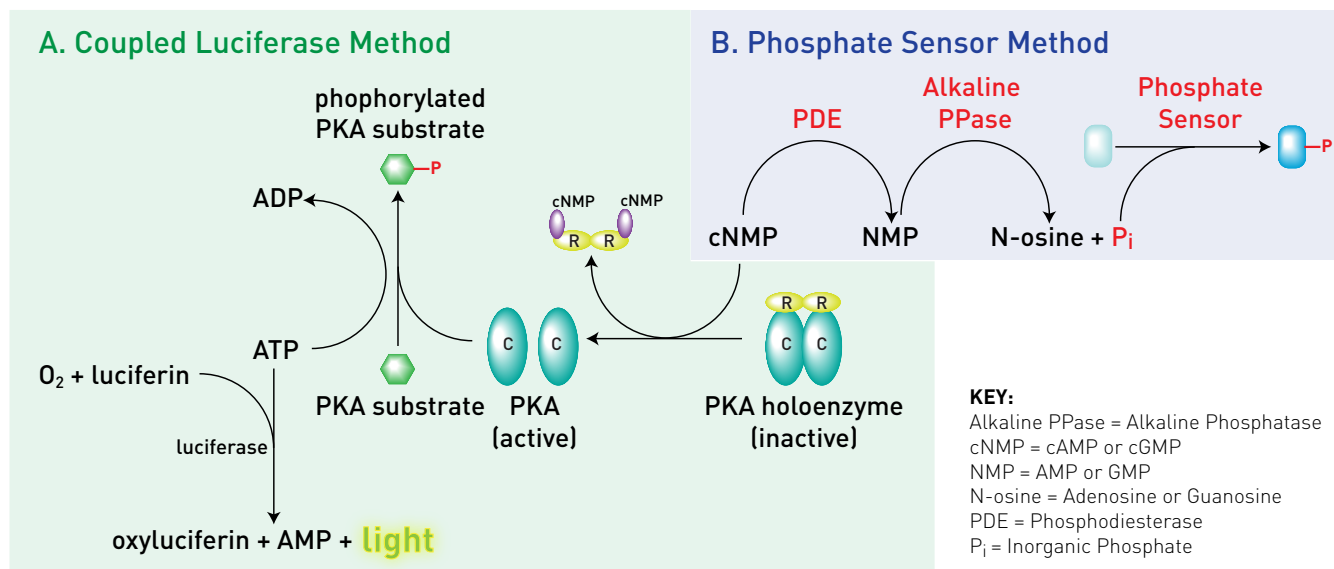 A. Coupled Luciferase Method
phophorylated
PKA substrate
P
ADP
cNMP
cNMP
R
R
ATP
O₂ + luciferin
luciferase
PKA substrate
C
C
PKA
(active)
R
R
C
C
PKA holoenzyme
(inactive)
oxyluciferin + AMP + light
B. Phosphate Sensor Method
PDE
Alkaline
PPase
Phosphate
Sensor
P
cNMP
NMP
N-osine + Pᵢ
KEY:
Alkaline PPase = Alkaline Phosphatase
cNMP = cAMP or cGMP
NMP = AMP or GMP
N-osine = Adenosine or Guanosine
PDE = Phosphodiesterase
Pᵢ = Inorganic Phosphate